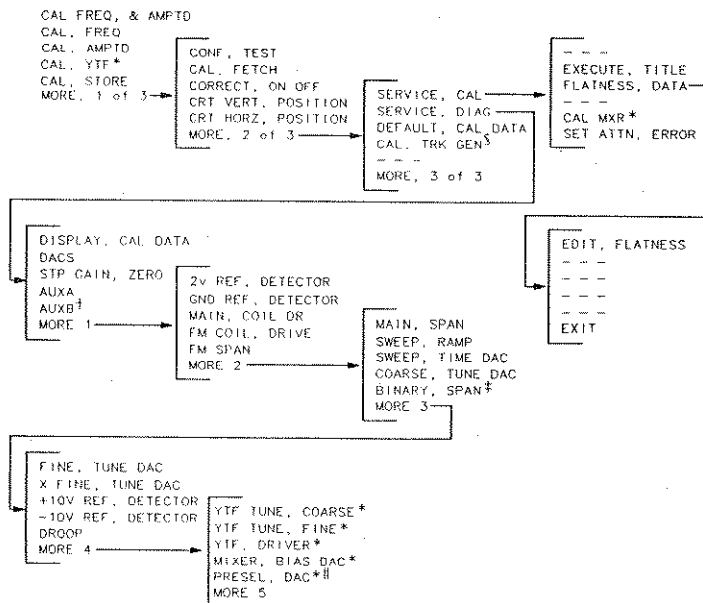 CAL FREQ, & AMPTD
CAL, FREQ
CAL, AMPTD
CAL, YTF*
CAL, STORE
MORE, 1 of 3
CONF, TEST
CAL, FETCH
CORRECT, ON OFF
CRT VERT, POSITION
CRT HORZ, POSITION
MORE, 2 of 3
SERVICE, CAL
SERVICE, DIAG
DEFAULT, CAL DATA
CAL, TRK GEN§
- - -
MORE, 3 of 3
- - -
EXECUTE, TITLE
FLATNESS, DATA
- - -
CAL MXR*
SET ATTN, ERROR
EDIT, FLATNESS
- - -
- - -
- - -
- - -
EXIT
DISPLAY, CAL DATA
DACS
STP GAIN, ZERO
AUXA
AUXB†
MORE 1
2v REF, DETECTOR
GND REF, DETECTOR
MAIN, COIL DR
FM COIL, DRIVE
FM SPAN
MORE 2
MAIN, SPAN
SWEEP, RAMP
SWEEP, TIME DAC
COARSE, TUNE DAC
BINARY, SPAN‡
MORE 3
FINE, TUNE DAC
X FINE, TUNE DAC
+10V REF, DETECTOR
-10V REF, DETECTOR
DROOP
MORE 4
YTF TUNE, COARSE*
YTF TUNE, FINE*
YTF, DRIVER*
MIXER, BIAS DAC*
PRESEL, DAC*||
MORE 5